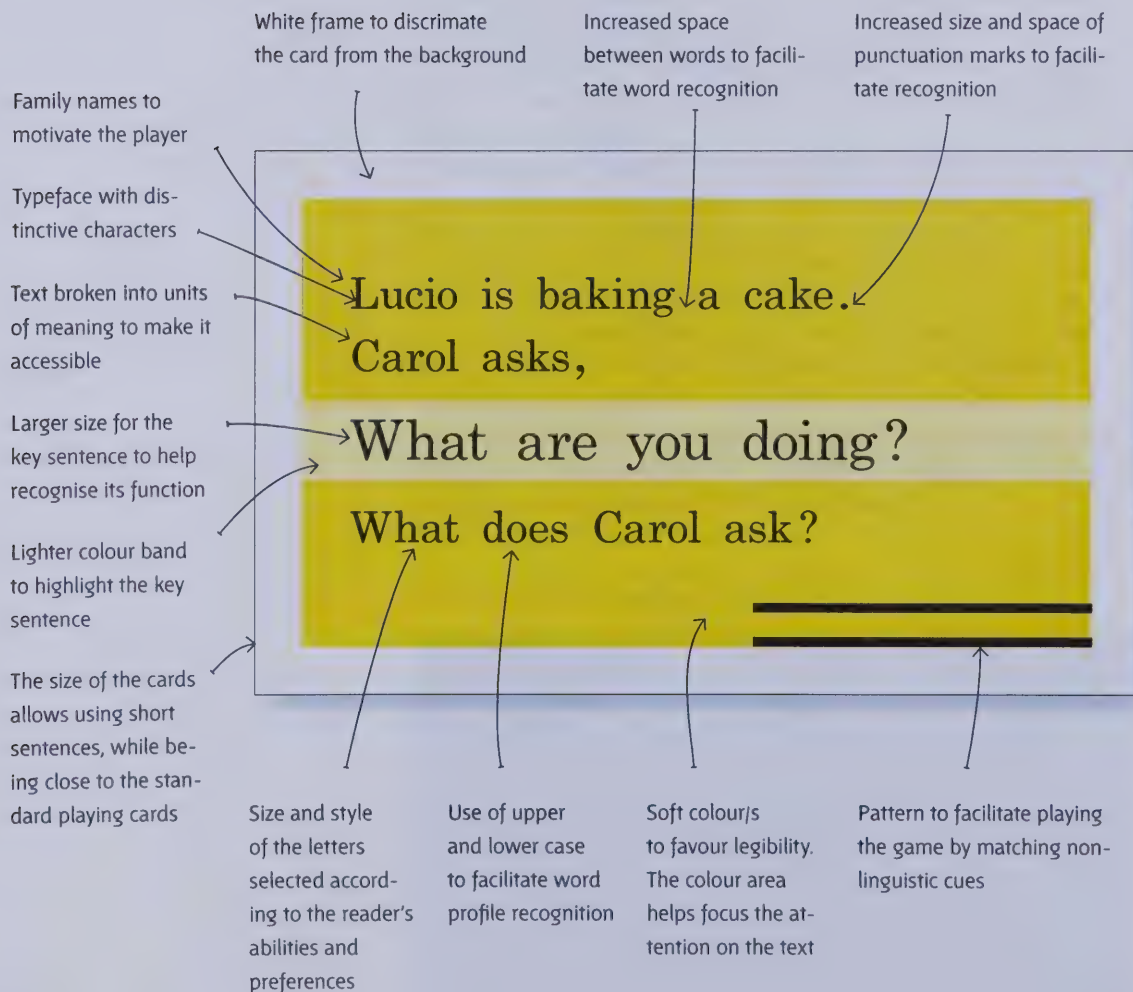 White frame to discrimate
the card from the background
Increased space
between words to facili-
tate word recognition
Increased size and space of
punctuation marks to facili-
tate recognition
Family names to
motivate the player
Typeface with dis-
tinctive characters
Text broken into units
of meaning to make it
accessible
Larger size for the
key sentence to help
recognise its function
Lighter colour band
to highlight the key
sentence
The size of the cards
allows using short
sentences, while be-
ing close to the stan-
dard playing cards
Lucio is baking a cake.
Carol asks,
What are you doing?
What does Carol ask?
Size and style
of the letters
selected accord-
ing to the reader's
abilities and
preferences
Use of upper
and lower case
to facilitate word
profile recognition
Soft colour/s
to favour legibility.
The colour area
helps focus the at-
tention on the text
Pattern to facilitate playing
the game by matching non-
linguistic cues